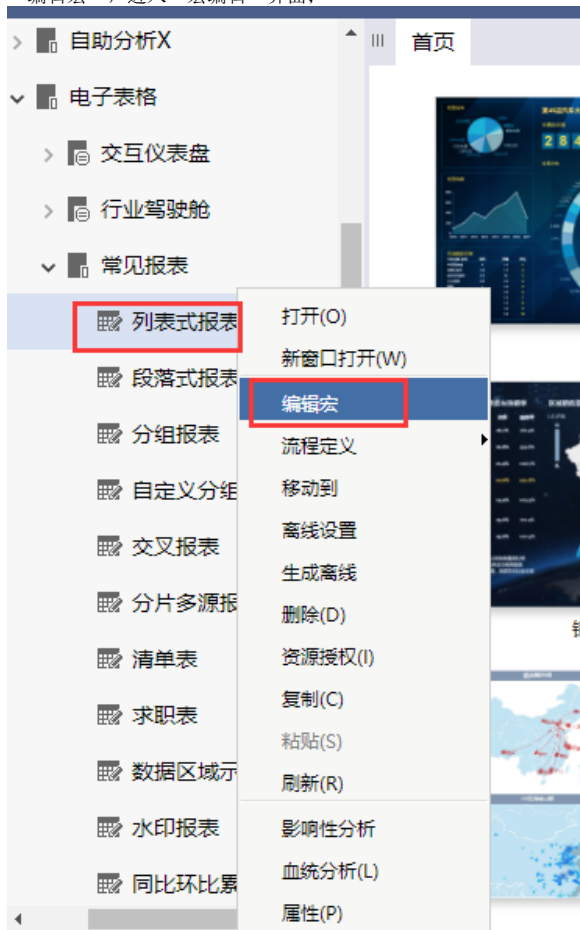 自助分析X
首页
电子表格
交互仪表盘
行业驾驶舱
常见报表
列表式报表
段落式报表
分组报表
自定义分组
交叉报表
分片多源报
清单表
求职表
数据区域示
水印报表
同比环比累
打开(O)
新窗口打开(W)
编辑宏
流程定义
移动到
离线设置
生成离线
删除(D)
资源授权(I)
复制(C)
粘贴(S)
刷新(R)
影响性分析
血统分析(L)
属性(P)
2 8 4